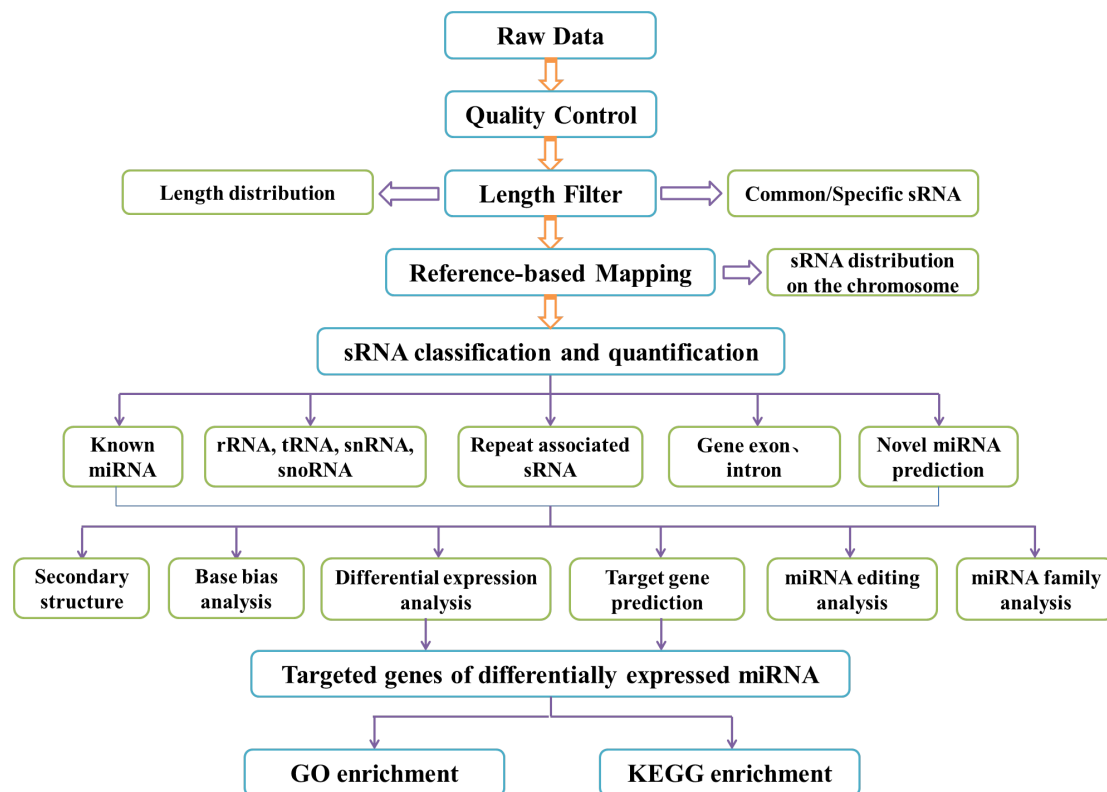 Raw Data
Quality Control
Length distribution
Length Filter
Common/Specific sRNA
Reference-based Mapping
sRNA distribution
on the chromosome
sRNA classification and quantification
Known
miRNA
rRNA, tRNA, snRNA,
snoRNA
Repeat associated
sRNA
Gene exon、
intron
Novel miRNA
prediction
Secondary
structure
Base bias
analysis
Differential expression
analysis
Target gene
prediction
miRNA editing
analysis
miRNA family
analysis
Targeted genes of differentially expressed miRNA
GO enrichment
KEGG enrichment